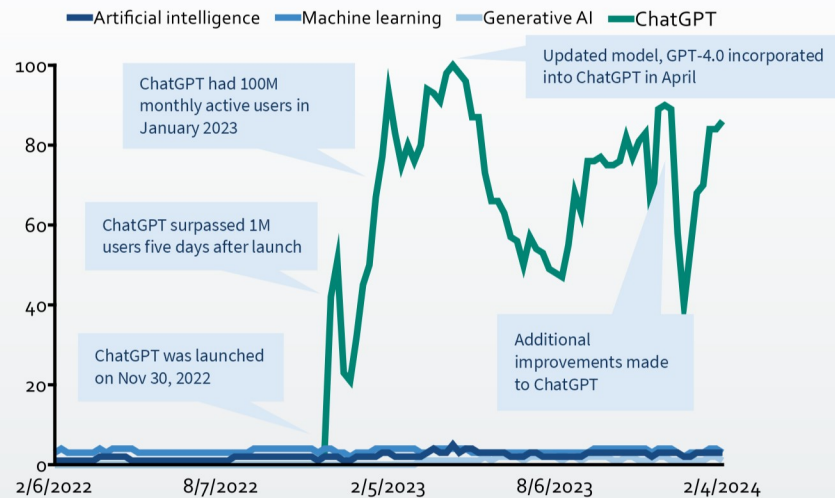 Artificial intelligence Machine learning Generative AI ChatGPT
100
80
60
40
20
0
ChatGPT had 100M
monthly active users in
January 2023
Updated model, GPT-4.0 incorporated
into ChatGPT in April
ChatGPT surpassed 1M
users five days after launch
ChatGPT was launched
on Nov 30, 2022
Additional
improvements made
to ChatGPT
2/6/2022 8/7/2022 2/5/2023 8/6/2023 2/4/2024